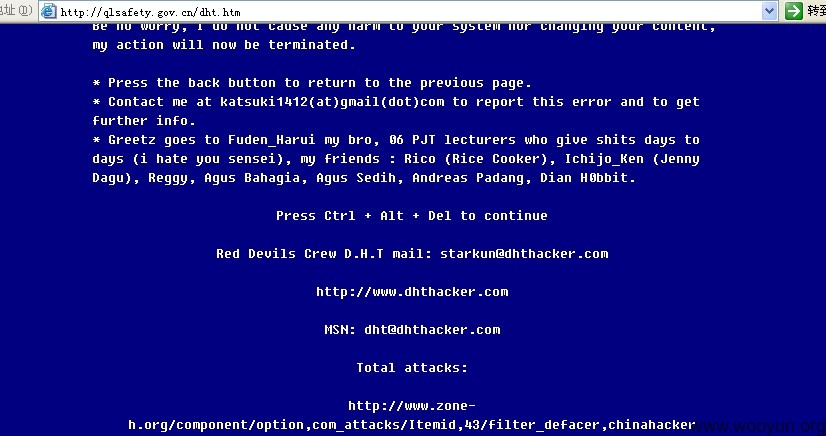 址(D) http://qlsafety.gov.cn/dht.htm 转到
Be no worry, I do not cause any harm to your system nor changing your content,
my action will now be terminated.
* Press the back button to return to the previous page.
* Contact me at katsuki1412(at)gmail(dot)com to report this error and to get
further info.
* Greetz goes to Fuden_Harui my bro, 06 PJT lecturers who give shits days to
days (i hate you sensei), my friends : Rico (Rice Cooker), Ichijo_Ken (Jenny
Dagu), Reggy, Agus Bahagia, Agus Sedih, Andreas Padang, Dian H0bbit.
Press Ctrl + Alt + Del to continue
Red Devils Crew D.H.T mail: starkun@dhthacker.com
http://www.dhthacker.com
MSN: dht@dhthacker.com
Total attacks:
http://www.zone-
h.org/component/option,com_attacks/Itemid,43/filter_defacer,chinahacker
www.wooyun.org